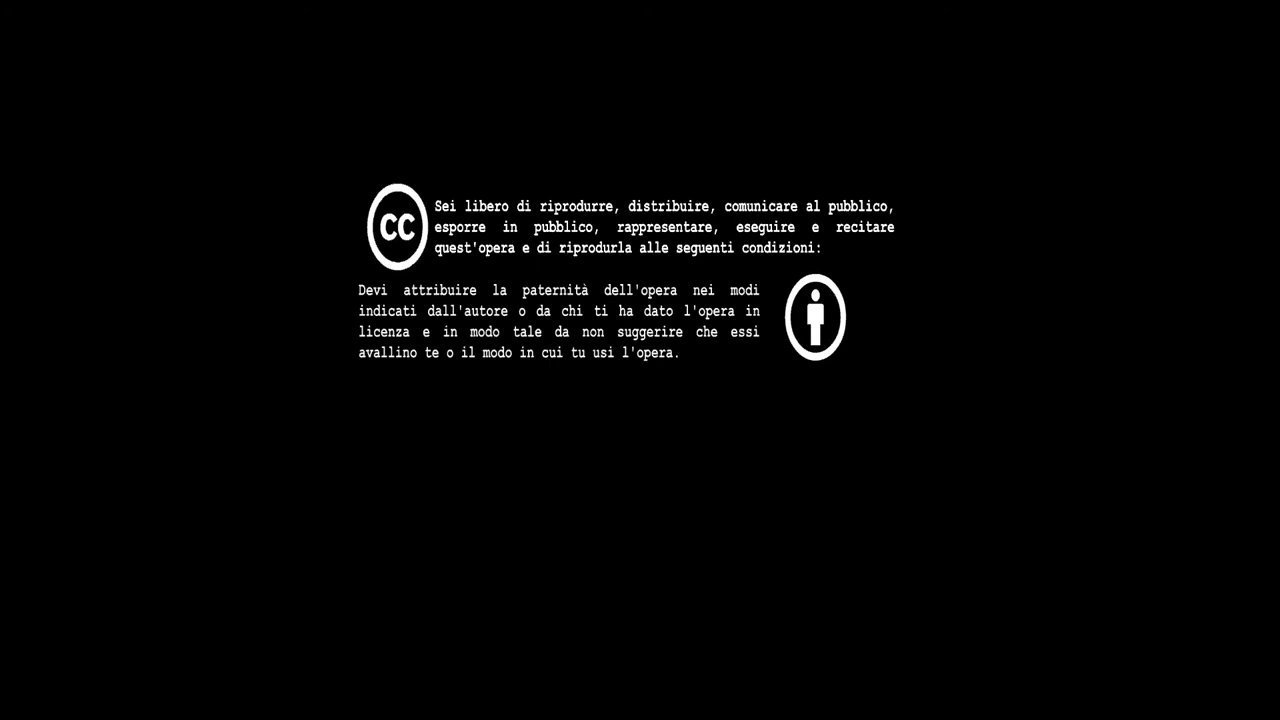 CC
Sei libero di riprodurre, distribuire, comunicare al pubblico,
esporre in pubblico, rappresentare, eseguire e recitare
quest'opera e di riprodurla alle seguenti condizioni:
Devi attribuire la paternità dell'opera nei modi
indicati dall'autore o da chi ti ha dato l'opera in
licenza e in modo tale da non suggerire che essi
avallino te o il modo in cui tu usi l'opera.